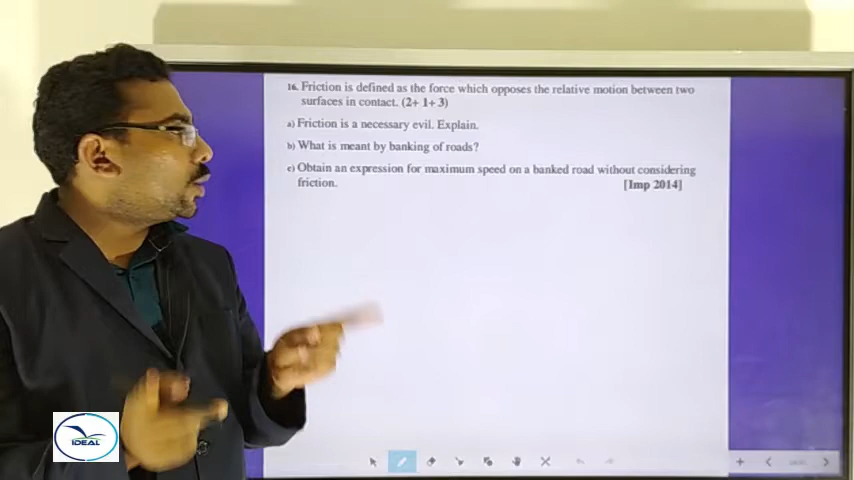 16. Friction is defined as the force which opposes the relative motion between two
surfaces in contact. (2+ 1+ 3)
a) Friction is a necessary evil. Explain.
b) What is meant by banking of roads?
c) Obtain an expression for maximum speed on a banked road without considering
friction. [Imp 2014]
IDEAL